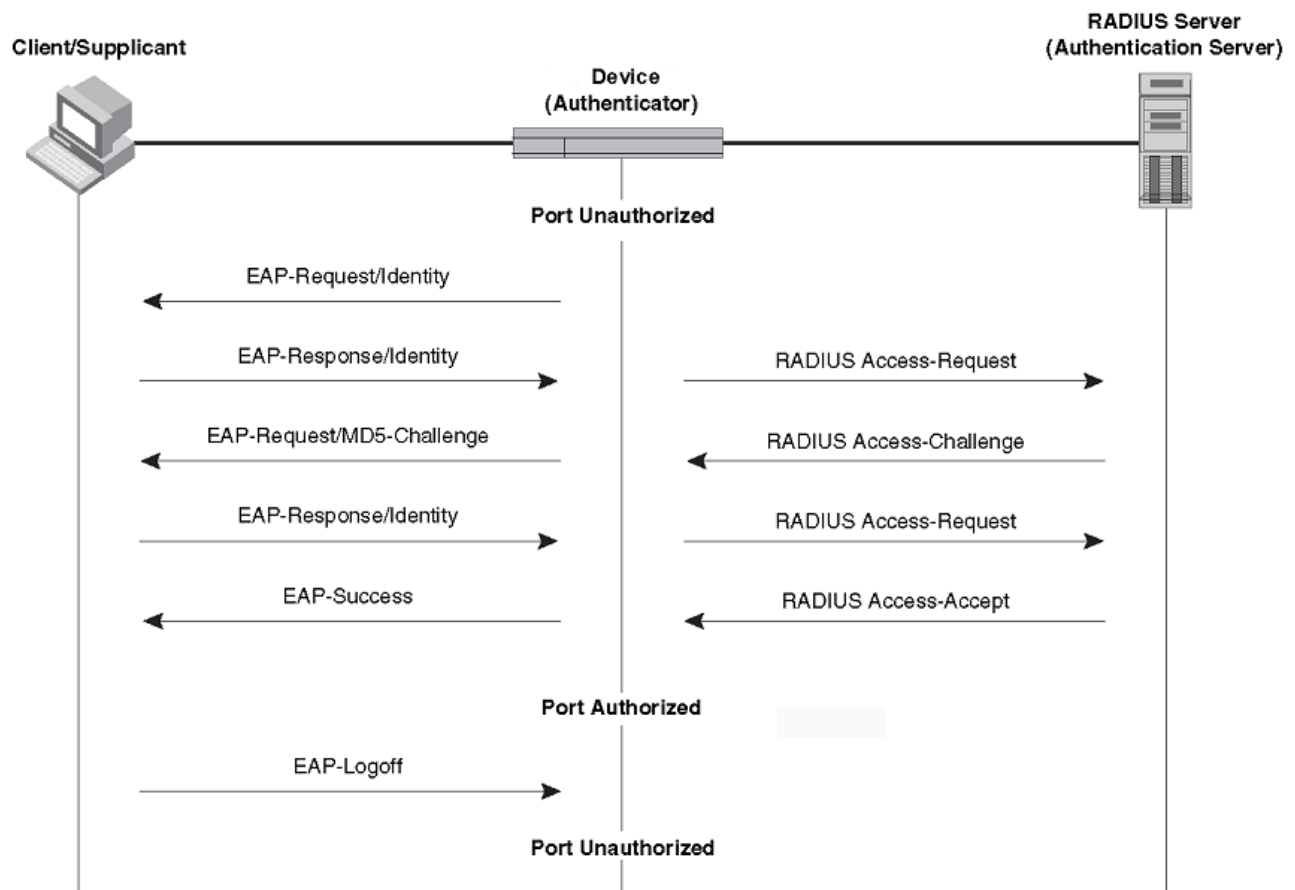 RADIUS Server
(Authentication Server)
Client/Supplicant
Device
(Authenticator)
Port Unauthorized
EAP-Request/Identity
EAP-Response/Identity
RADIUS Access-Request
EAP-Request/MD5-Challenge
RADIUS Access-Challenge
EAP-Response/Identity
RADIUS Access-Request
EAP-Success
RADIUS Access-Accept
Port Authorized
EAP-Logoff
Port Unauthorized